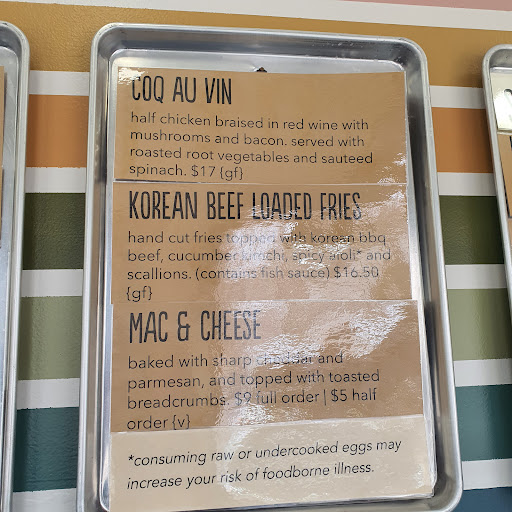 COQ AU VIN
half chicken braised in red wine with
mushrooms and bacon. served with
roasted root vegetables and sauteed
spinach. $17 {gf}
KOREAN BEEF LOADED FRIES
hand cut fries topped with korean bbq
beef, cucumber kimchi, spicy aioli* and
scallions. (contains fish sauce) $16.50
{gf}
MAC & CHEESE
baked with sharp cheddar and
parmesan, and topped with toasted
breadcrumbs. $9 full order | $5 half
order {v}
*consuming raw or undercooked eggs may
increase your risk of foodborne illness.